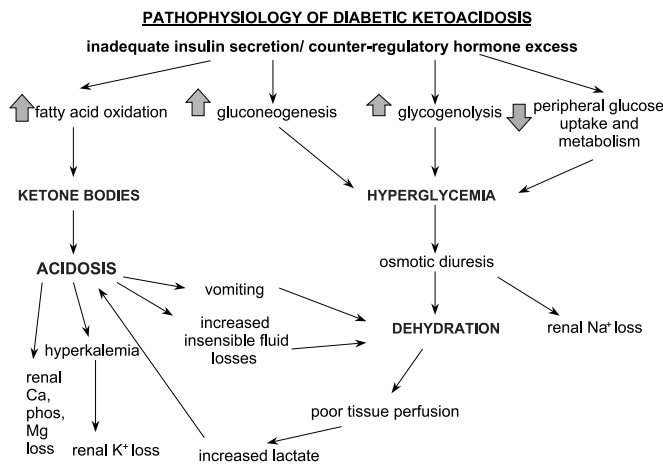 PATHOPHYSIOLOGY OF DIABETIC KETOACIDOSIS
inadequate insulin secretion/ counter-regulatory hormone excess
fatty acid oxidation
gluconeogenesis
glycogenolysis
peripheral glucose
uptake and
metabolism
KETONE BODIES
HYPERGLYCEMIA
ACIDOSIS
osmotic diuresis
vomiting
increased
insensible fluid
losses
DEHYDRATION
renal Na⁺ loss
hyperkalemia
renal
Ca,
phos,
Mg
loss
renal K⁺ loss
poor tissue perfusion
increased lactate